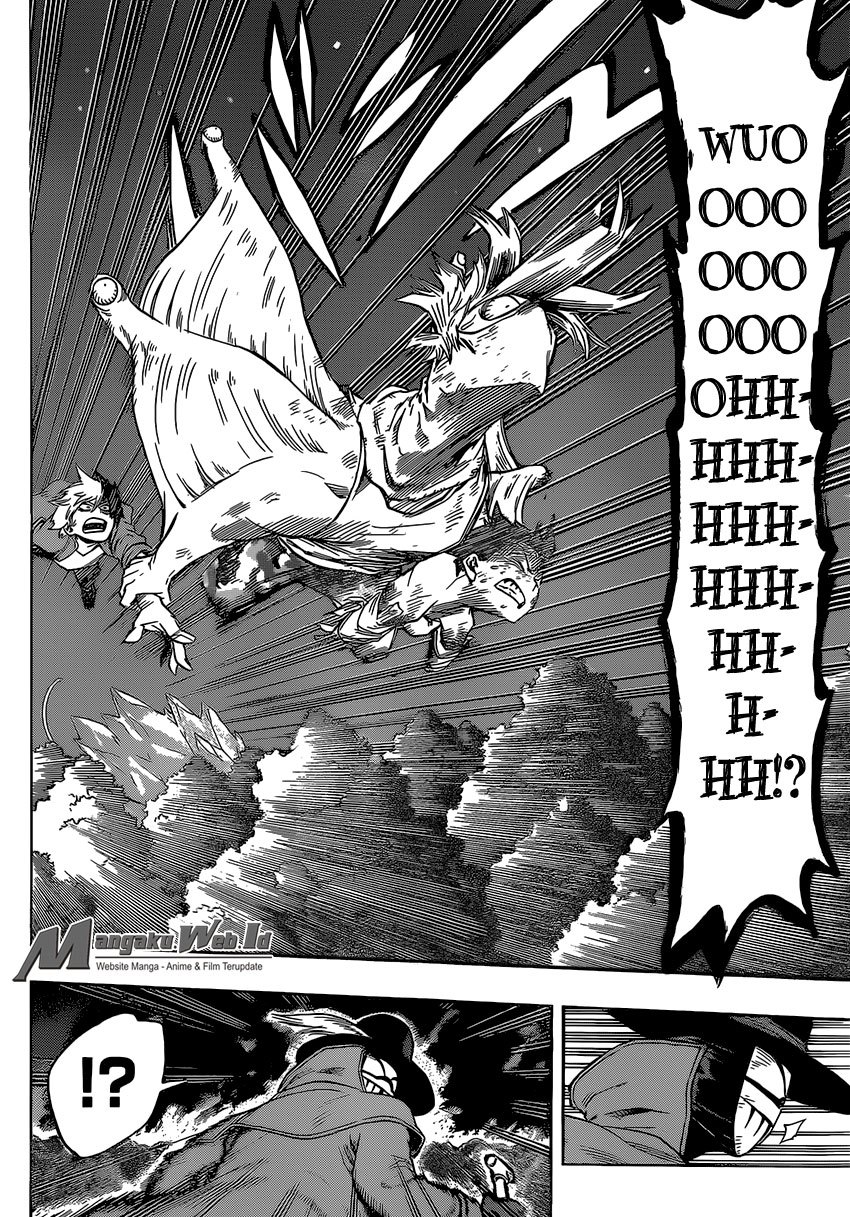 WUO
OOO
OOO
OOO
OHH-
HHH-
HHH-
HHH-
HH-
H-
HH!?
Mangaku Web.Id
Website Manga - Anime & Film Terupdate
!?